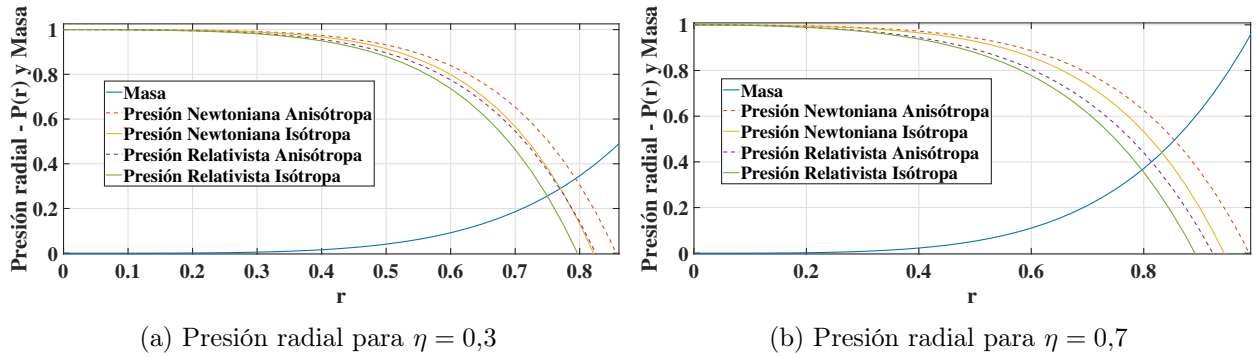 Presión radial - P(r) y Masa
1
0.8
0.6
0.4
0.2
0
Masa
Presión Newtoniana Anisótropa
Presión Newtoniana Isótropa
Presión Relativista Anisótropa
Presión Relativista Isótropa
0 0.1 0.2 0.3 0.4 0.5 0.6 0.7 0.8
r
(a) Presión radial para η = 0,3
Presión radial - P(r) y Masa
1
0.8
0.6
0.4
0.2
0
Masa
Presión Newtoniana Anisótropa
Presión Newtoniana Isótropa
Presión Relativista Anisótropa
Presión Relativista Isótropa
0 0.2 0.4 0.6 0.8
r
(b) Presión radial para η = 0,7